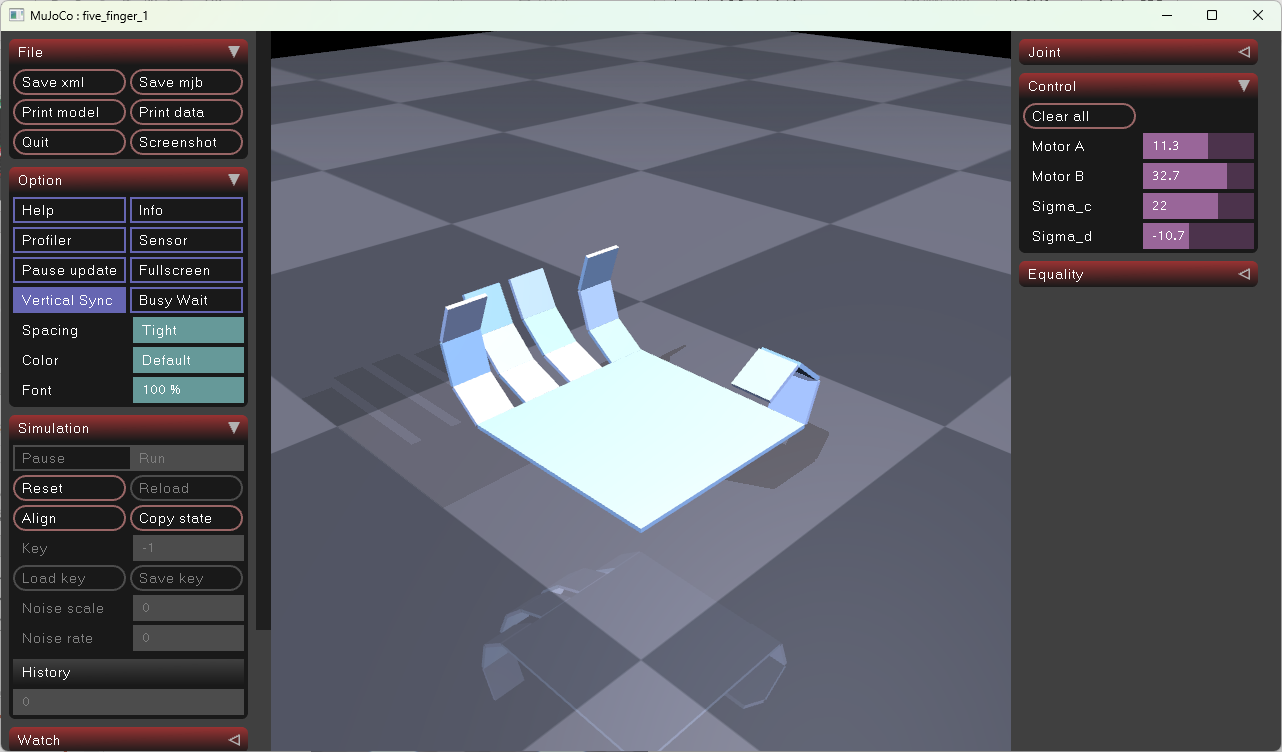 MuJoCo : five_finger_1
File
Save xml
Save mjb
Print model
Print data
Quit
Screenshot
Option
Help
Info
Profiler
Sensor
Pause update
Fullscreen
Vertical Sync
Busy Wait
Spacing
Tight
Color
Default
Font
100 %
Simulation
Pause
Run
Reset
Reload
Align
Copy state
Key
-1
Load key
Save key
Noise scale
0
Noise rate
0
History
0
Watch
Joint
Control
Clear all
Motor A
11.3
Motor B
32.7
Sigma_c
22
Sigma_d
-10.7
Equality